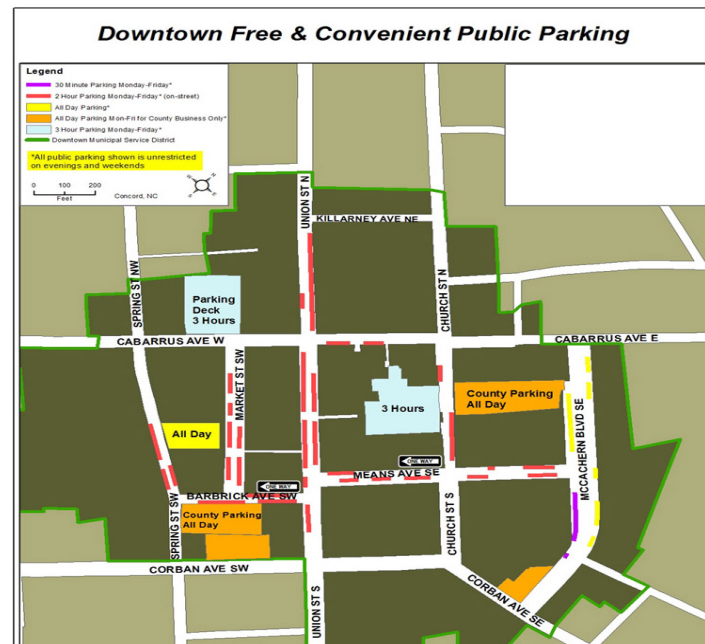 Downtown Free & Convenient Public Parking
Legend
30 Minute Parking Monday-Friday*
2 Hour Parking Monday-Friday* (on-street)
All Day Parking*
All Day Parking Mon-Fri for County Business Only*
3 Hour Parking Monday-Friday*
Downtown Municipal Service District
*All public parking shown is unrestricted
on evenings and weekends
0 100 200
Feet
Concord, NC
UNION ST N
KILLARNEY AVE NE
SPRING ST NW
CHURCH ST N
Parking
Deck
3 Hours
CABARRUS AVE W
CABARRUS AVE E
MARKET ST SW
3 Hours
County Parking
All Day
MCCACHERN BLVD SE
All Day
ONE WAY
MEANS AVE SE
ONE WAY
BARBRICK AVE SW
County Parking
All Day
SPRING ST SW
CHURCH ST S
CORBAN AVE SW
CORBAN AVE SE
UNION ST S